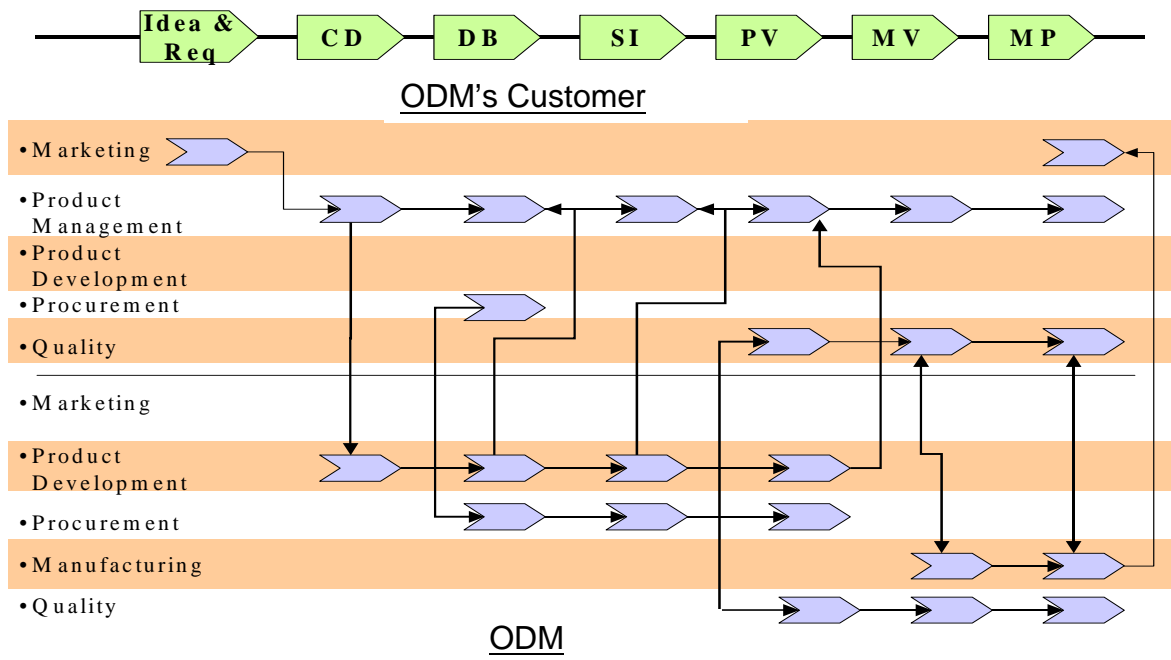 Idea &
Req
CD
DB
SI
PV
MV
MP
ODM's Customer
•Marketing
•Product
Management
•Product
Development
•Procurement
•Quality
•Marketing
•Product
Development
•Procurement
•Manufacturing
•Quality
ODM